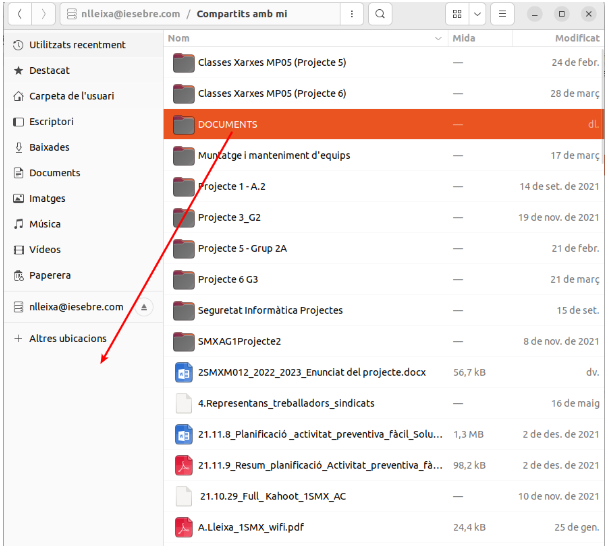 nlleixa@iesebre.com / Compartits amb mi
Utilitzats recentment
Destacat
Carpeta de l'usuari
Escriptori
Baixades
Documents
Imatges
Música
Vídeos
Paperera
nlleixa@iesebre.com
+ Altres ubicacions
Nom Mida Modificat
Classes Xarxes MP05 (Projecte 5) — 24 de febr.
Classes Xarxes MP05 (Projecte 6) — 28 de març
DOCUMENTS — dl.
Muntatge i manteniment d'equips — 17 de març
Projecte 1 - A.2 — 14 de set. de 2021
Projecte 3_G2 — 19 de nov. de 2021
Projecte 5 - Grup 2A — 21 de febr.
Projecte 6 G3 — 21 de març
Seguretat Informàtica Projectes — 15 de set.
SMXAG1Projecte2 — 8 de nov. de 2021
2SMXM012_2022_2023_Enunciat del projecte.docx 56,7 kB dv.
4.Representans_treballadors_sindicats — 16 de maig
21.11.8_Planificació _activitat_preventiva_fàcil_Solu... 1,3 MB 2 de des. de 2021
21.11.9_Resum_planificació_Activitat_preventiva_fà... 98,2 kB 2 de des. de 2021
21.10.29_Full_ Kahoot_1SMX_AC — 10 de nov. de 2021
A.Lleixa_1SMX_wifi.pdf 24,4 kB 25 de gen.